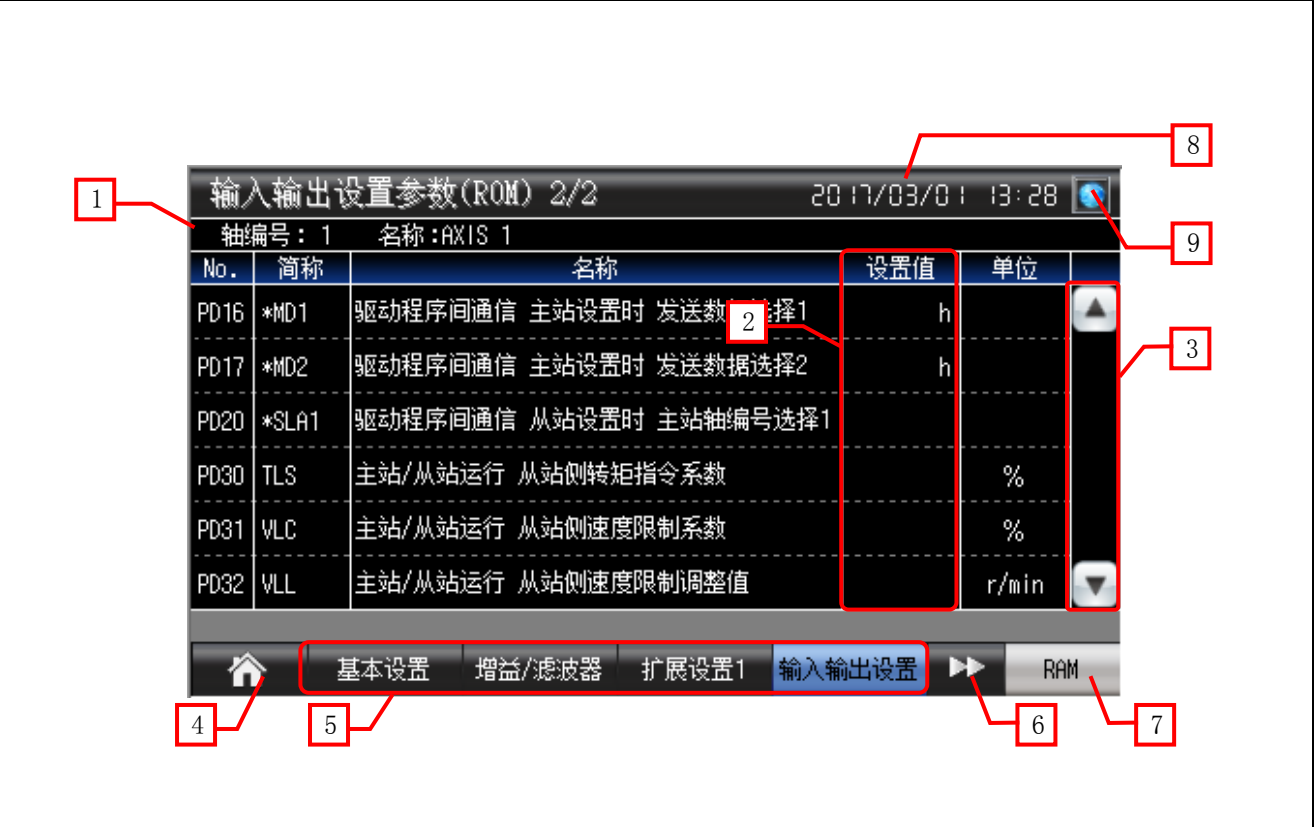 8
输入输出设置参数(ROM) 2/2 2017/03/01 13:28
1
轴编号: 1 名称:AXIS 1
9
No. 简称 名称 设置值 单位
PD16 *MD1 驱动程序间通信 主站设置时 发送数 选择1 h
2
3
PD17 *MD2 驱动程序间通信 主站设置时 发送数据选择2 h
PD20 *SLA1 驱动程序间通信 从站设置时 主站轴编号选择1
PD30 TLS 主站/从站运行 从站侧转矩指令系数 %
PD31 VLC 主站/从站运行 从站侧速度限制系数 %
PD32 VLL 主站/从站运行 从站侧速度限制调整值 r/min
基本设置 增益/滤波器 扩展设置1 输入输出设置 RAM
4 5 6 7